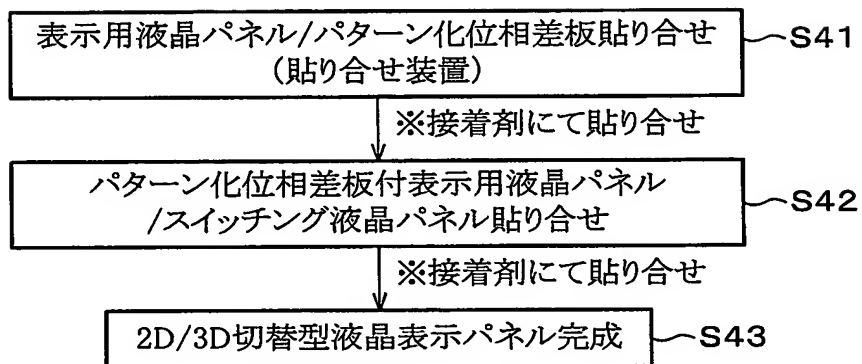 表示用液晶パネル/パターン化位相差板貼り合せ
(貼り合せ装置)
S41
※接着剤にて貼り合せ
パターン化位相差板付表示用液晶パネル
/スイッチング液晶パネル貼り合せ
S42
※接着剤にて貼り合せ
2D/3D切替型液晶表示パネル完成
S43